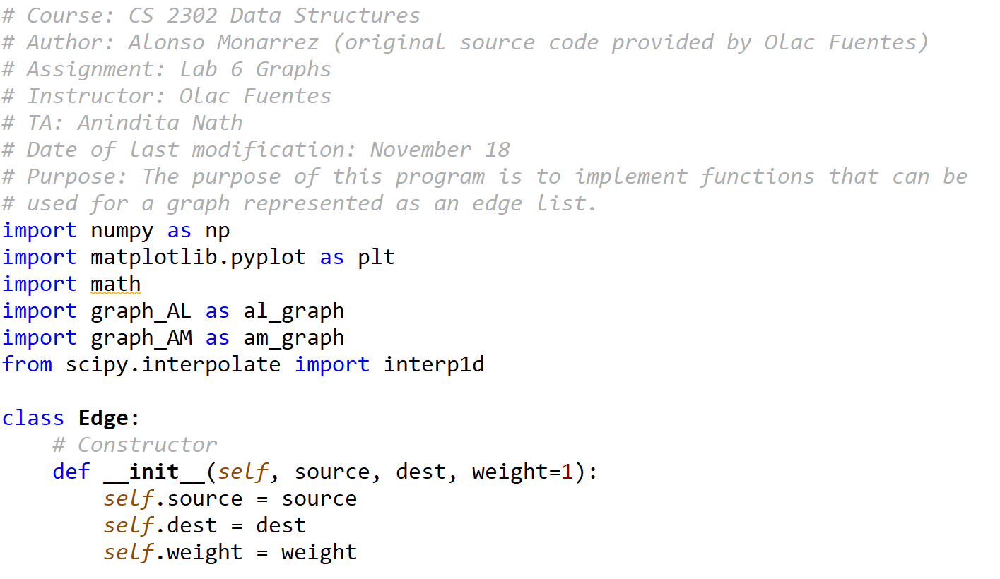 # Course: CS 2302 Data Structures
# Author: Alonso Monarrez (original source code provided by Olac Fuentes)
# Assignment: Lab 6 Graphs
# Instructor: Olac Fuentes
# TA: Anindita Nath
# Date of last modification: November 18
# Purpose: The purpose of this program is to implement functions that can be
# used for a graph represented as an edge list.
import numpy as np
import matplotlib.pyplot as plt
import math
import graph_AL as al_graph
import graph_AM as am_graph
from scipy.interpolate import interp1d

class Edge:
    # Constructor
    def __init__(self, source, dest, weight=1):
        self.source = source
        self.dest = dest
        self.weight = weight